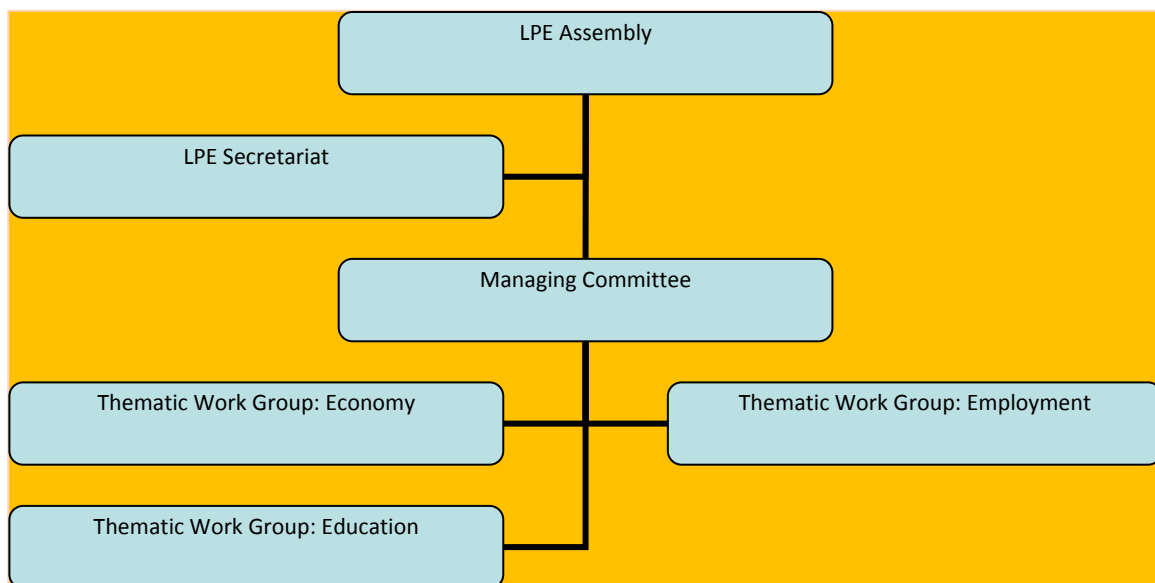 LPE Assembly
LPE Secretariat
Managing Committee
Thematic Work Group: Economy
Thematic Work Group: Employment
Thematic Work Group: Education